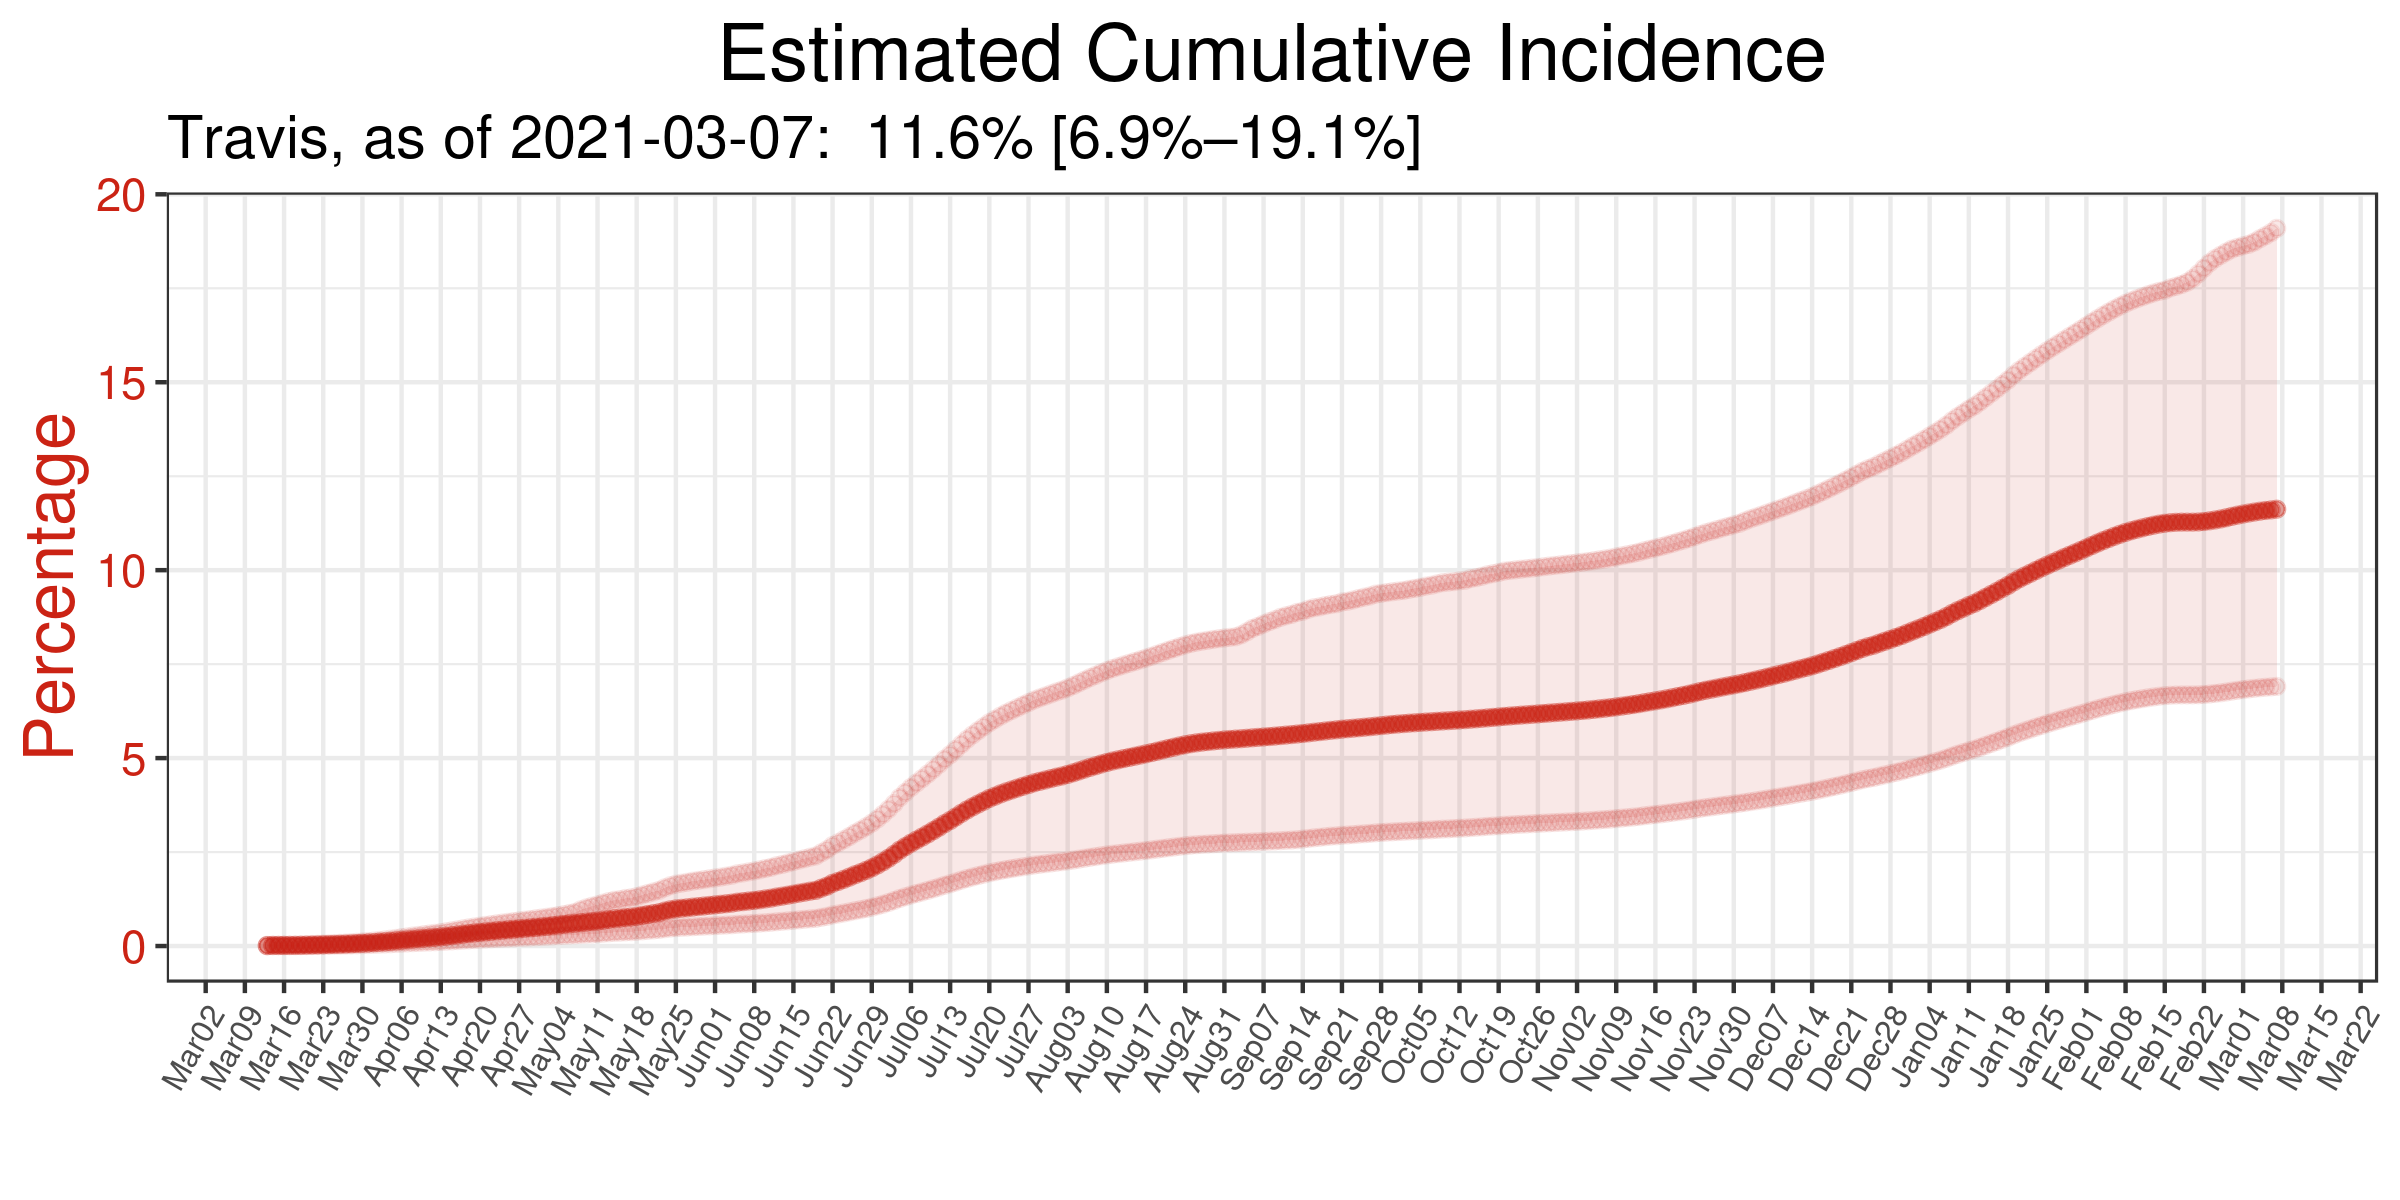 Estimated Cumulative Incidence
Travis, as of 2021-03-07:  11.6% [6.9%–19.1%]
Percentage
20
15
10
5
0
Mar02
Mar09
Mar16
Mar23
Mar30
Apr06
Apr13
Apr20
Apr27
May04
May11
May18
May25
Jun01
Jun08
Jun15
Jun22
Jun29
Jul06
Jul13
Jul20
Jul27
Aug03
Aug10
Aug17
Aug24
Aug31
Sep07
Sep14
Sep21
Sep28
Oct05
Oct12
Oct19
Oct26
Nov02
Nov09
Nov16
Nov23
Nov30
Dec07
Dec14
Dec21
Dec28
Jan04
Jan11
Jan18
Jan25
Feb01
Feb08
Feb15
Feb22
Mar01
Mar08
Mar15
Mar22